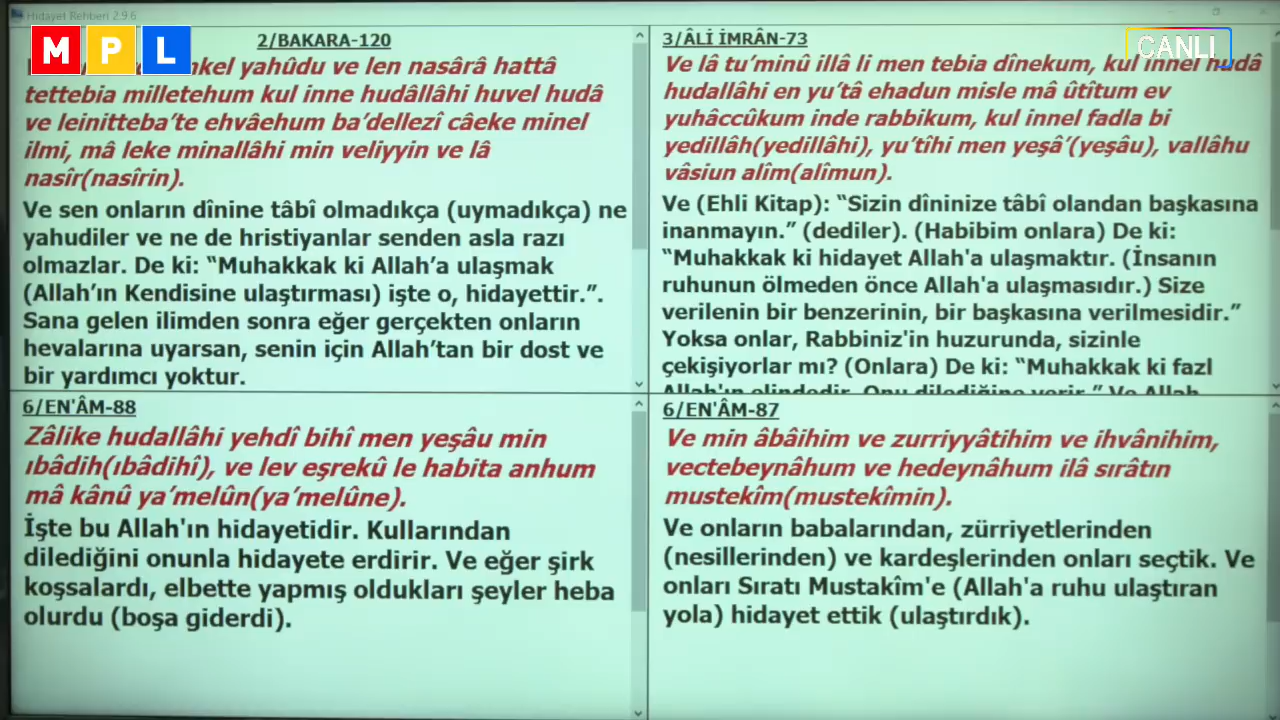 Hidayet Rehberi 2.9.6
MPL
CANLI
2/BAKARA-120
yahûdu ve len nasârâ hattâ
tettebia milletehum kul inne hudâllâhi huvel hudâ
ve leinitteba’te ehvâehum ba’dellezî câeke minel
ilmi, mâ leke minallâhi min veliyyin ve lâ
nasîr(nasîrin).
Ve sen onların dînine tâbî olmadıkça (uymadıkça) ne
yahudiler ve ne de hristiyanlar senden asla razı
olmazlar. De ki: “Muhakkak ki Allah’a ulaşmak
(Allah’ın Kendisine ulaştırması) işte o, hidayettir.”.
Sana gelen ilimden sonra eğer gerçekten onların
hevalarına uyarsan, senin için Allah’tan bir dost ve
bir yardımcı yoktur.
3/ÂLİ İMRÂN-73
Ve lâ tu’minû illâ li men tebia dînekum, kul innel hudâ
hudallâhi en yu’tâ ehadun misle mâ ûtîtum ev
yuhâccûkum inde rabbikum, kul innel fadla bi
yedillâh(yedillâhi), yu’tîhi men yeşâ’(yeşâu), vallâhu
vâsiun alîm(alîmun).
Ve (Ehli Kitap): “Sizin dîninize tâbî olandan başkasına
inanmayın.” (dediler). (Habibim onlara) De ki:
“Muhakkak ki hidayet Allah'a ulaşmaktır. (İnsanın
ruhunun ölmeden önce Allah'a ulaşmasıdır.) Size
verilenin bir benzerinin, bir başkasına verilmesidir.”
Yoksa onlar, Rabbiniz'in huzurunda, sizinle
çekişiyorlar mı? (Onlara) De ki: “Muhakkak ki fazl
Allah'ın elindedir. Onu dilediğine verir.” Ve Allah
6/EN'ÂM-88
Zâlike hudallâhi yehdî bihî men yeşâu min
ıbâdih(ıbâdihî), ve lev eşrekû le habita anhum
mâ kânû ya’melûn(ya’melûne).
İşte bu Allah'ın hidayetidir. Kullarından
dilediğini onunla hidayete erdirir. Ve eğer şirk
koşsalardı, elbette yapmış oldukları şeyler heba
olurdu (boşa giderdi).
6/EN'ÂM-87
Ve min âbâihim ve zurriyyâtihim ve ihvânihim,
vectebeynâhum ve hedeynâhum ilâ sırâtın
mustekîm(mustekîmin).
Ve onların babalarından, zürriyetlerinden
(nesillerinden) ve kardeşlerinden onları seçtik. Ve
onları Sıratı Mustakîm'e (Allah'a ruhu ulaştıran
yola) hidayet ettik (ulaştırdık).